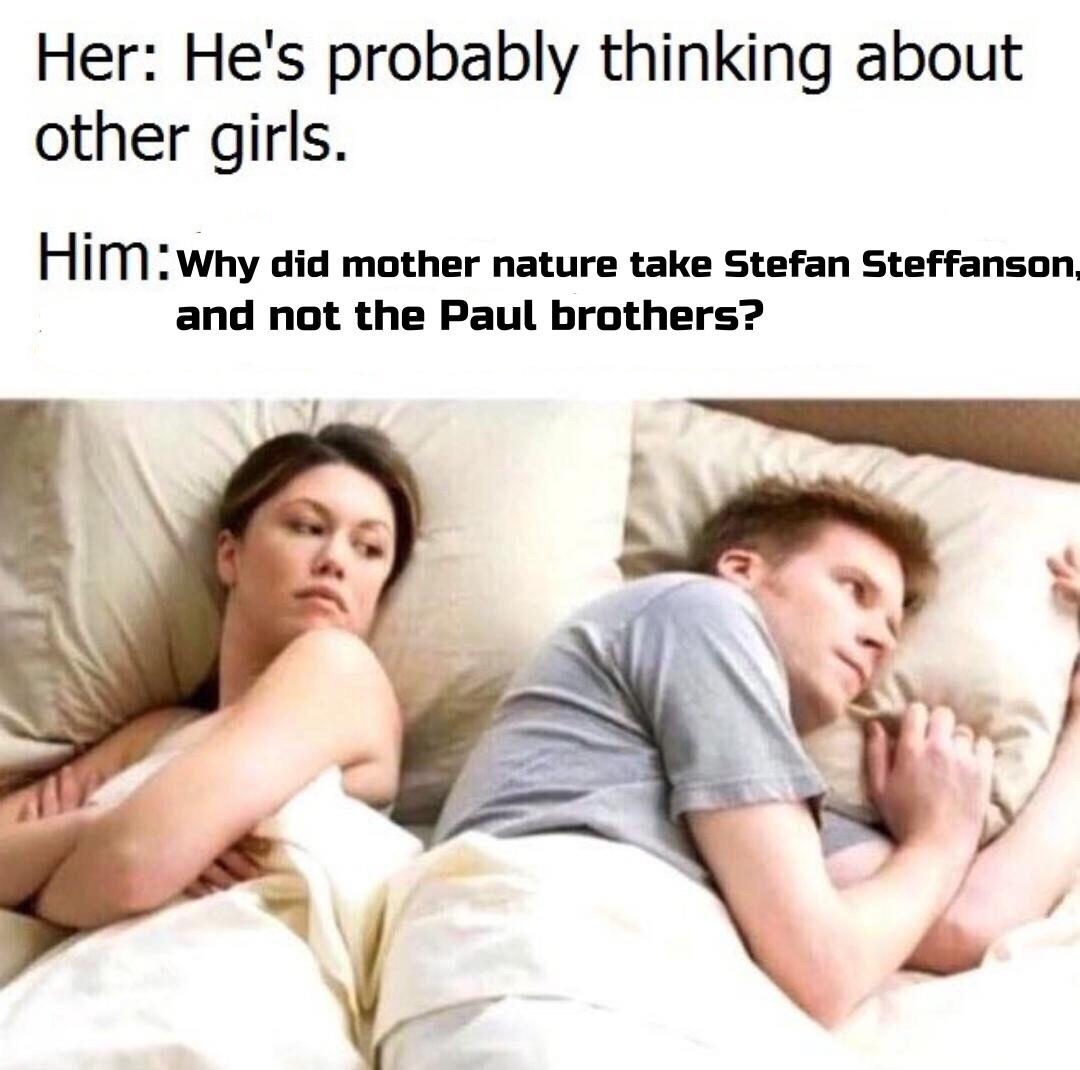 Her: He's probably thinking about
other girls.
Him: Why did mother nature take Stefan Steffanson,
and not the Paul brothers?